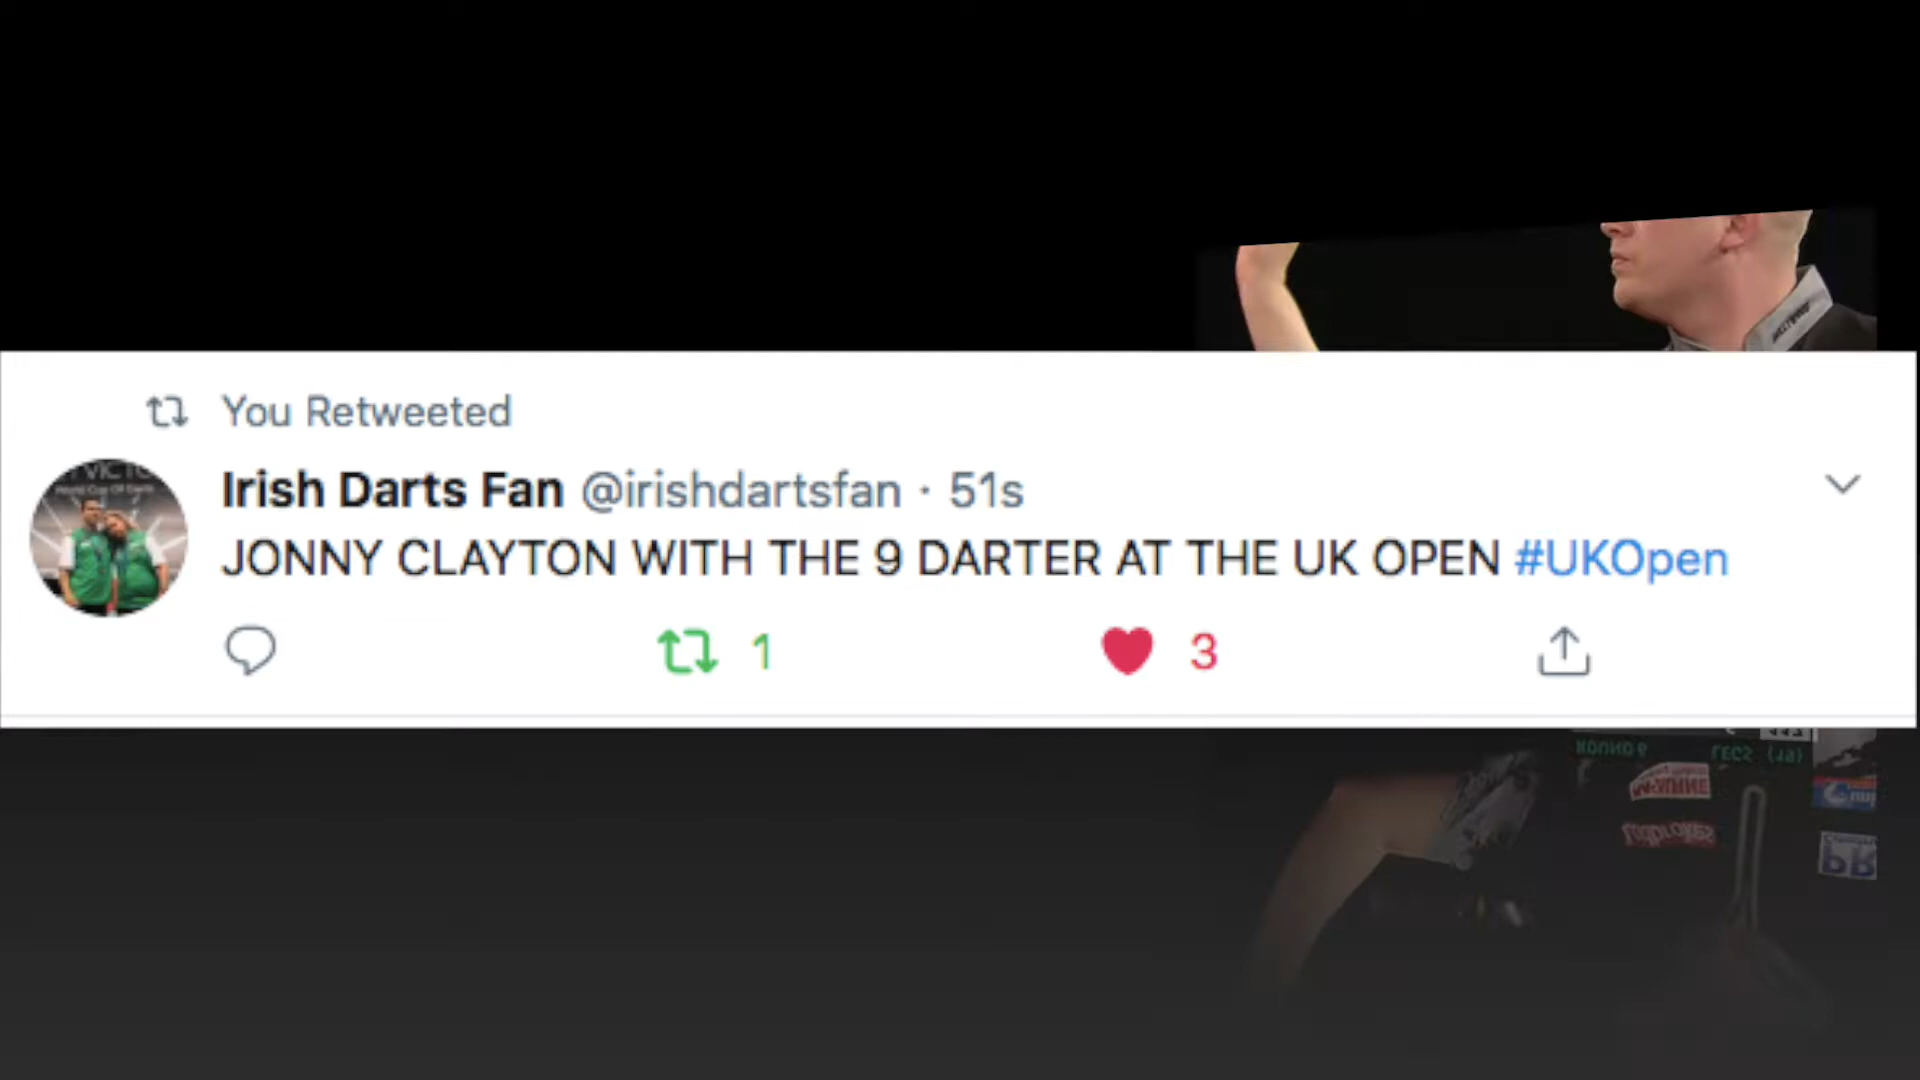 You Retweeted
Irish Darts Fan @irishdartsfan · 51s
JONNY CLAYTON WITH THE 9 DARTER AT THE UK OPEN #UKOpen
1 3